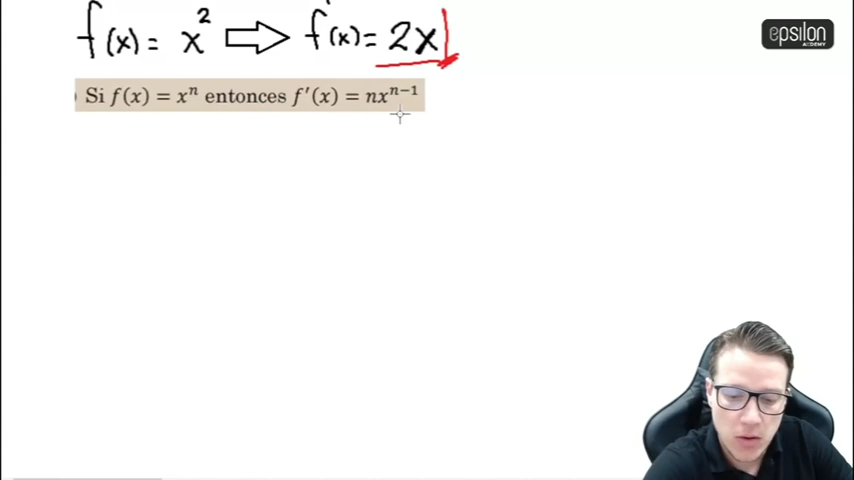 f(x) = x² ⇒ f'(x) = 2x
epsilon
ACADEMY
Si f(x) = xⁿ entonces f′(x) = nxⁿ⁻¹